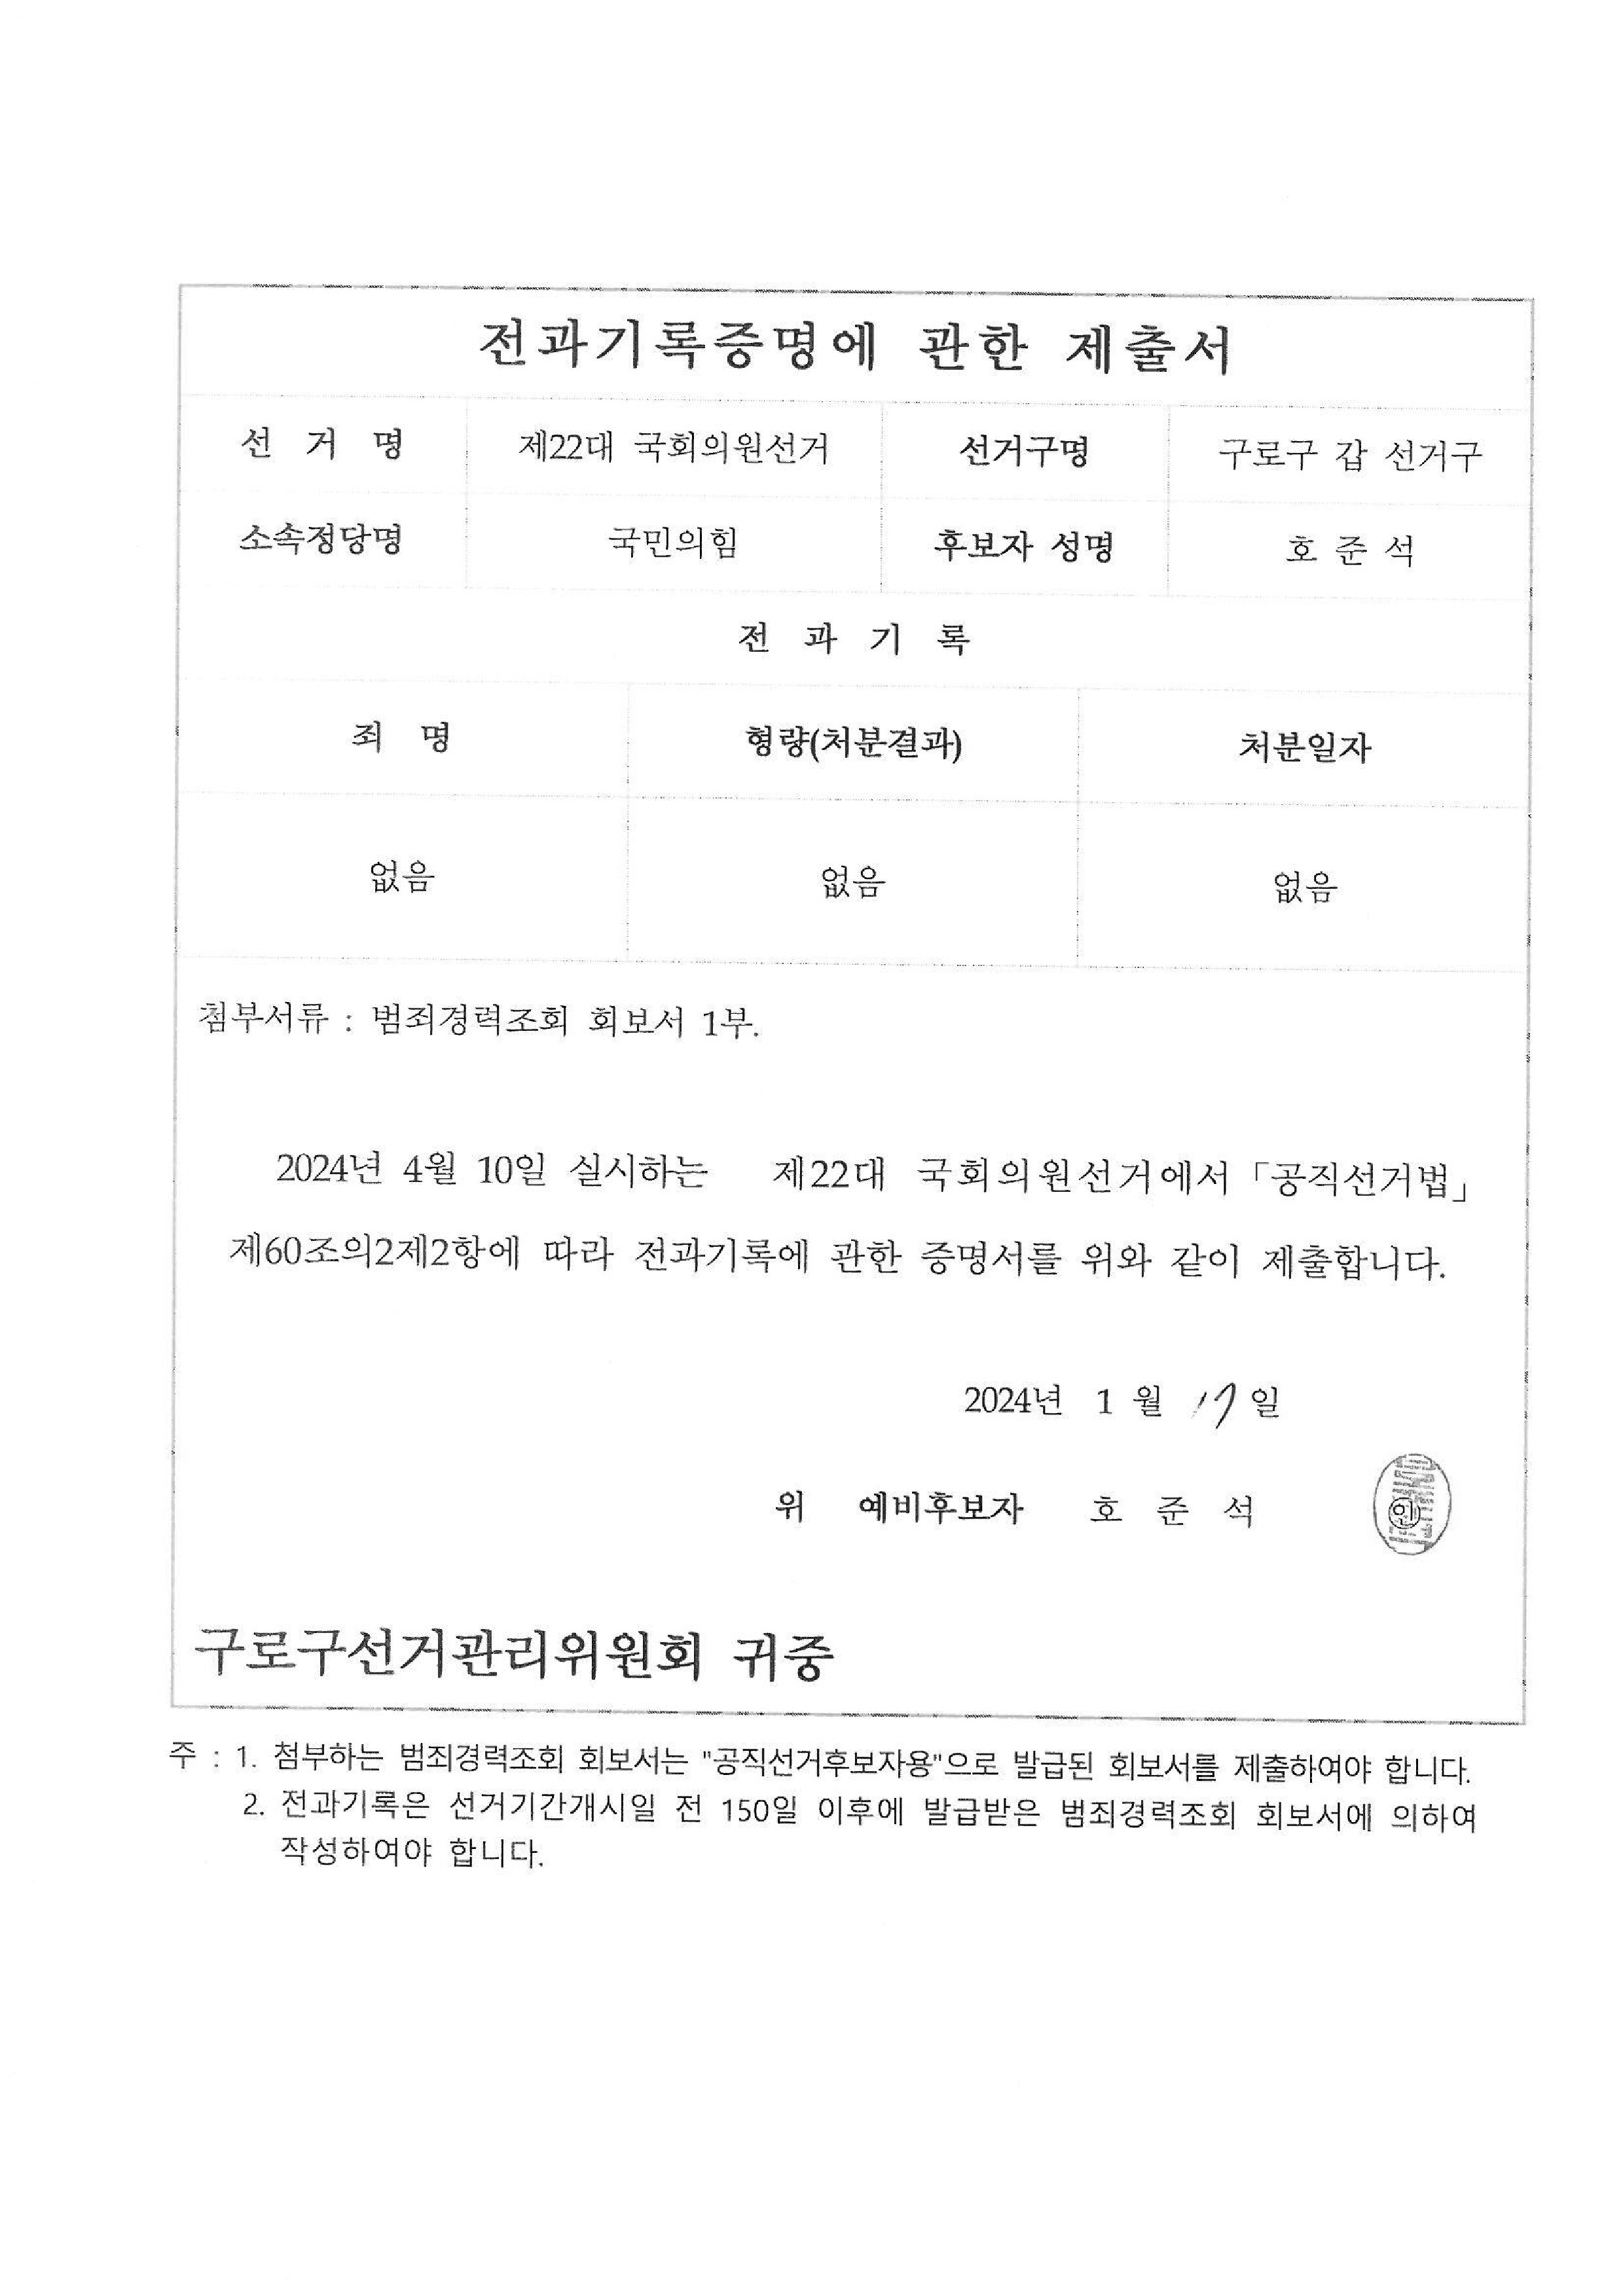 전과기록증명에 관한 제출서
선 거 명 제22대 국회의원선거 선거구명 구로구 갑 선거구
소속정당명 국민의힘 후보자 성명 호 준 석
전 과 기 록
죄 명 형량(처분결과) 처분일자
없음 없음 없음
첨부서류 : 범죄경력조회 회보서 1부.
2024년 4월 10일 실시하는 제22대 국회의원선거에서 「공직선거법」
제60조의2제2항에 따라 전과기록에 관한 증명서를 위와 같이 제출합니다.
2024년 1 월 17 일
위 예비후보자 호 준 석 ㊞
구로구선거관리위원회 귀중
주 : 1. 첨부하는 범죄경력조회 회보서는 "공직선거후보자용"으로 발급된 회보서를 제출하여야 합니다.
2. 전과기록은 선거기간개시일 전 150일 이후에 발급받은 범죄경력조회 회보서에 의하여
작성하여야 합니다.